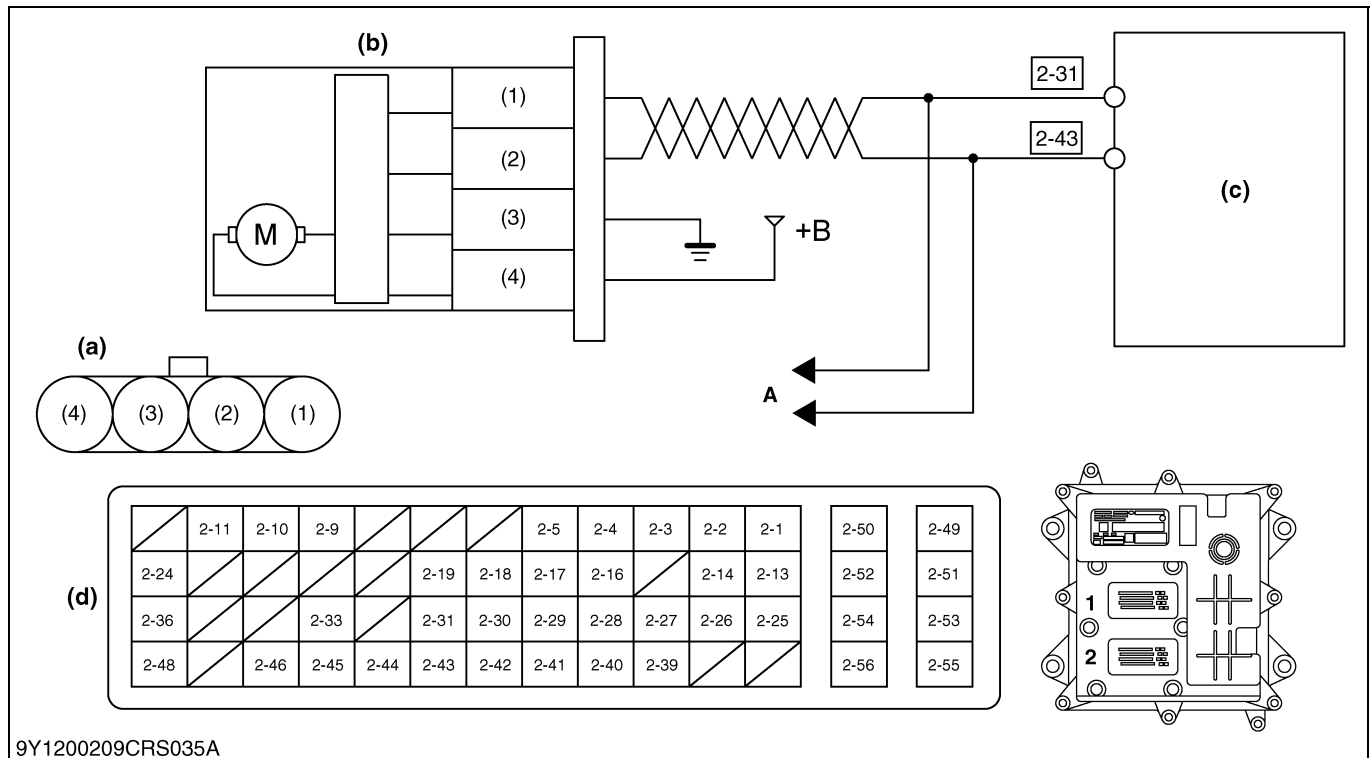 (b)
(1)
(2)
(3)
(4)
M
+B
2-31
2-43
(c)
A
(a)
(4) (3) (2) (1)
(d)
2-11 2-10 2-9 2-5 2-4 2-3 2-2 2-1 2-50 2-49
2-24 2-19 2-18 2-17 2-16 2-14 2-13 2-52 2-51
2-36 2-33 2-31 2-30 2-29 2-28 2-27 2-26 2-25 2-54 2-53
2-48 2-46 2-45 2-44 2-43 2-42 2-41 2-40 2-39 2-56 2-55
1
2
9Y1200209CRS035A